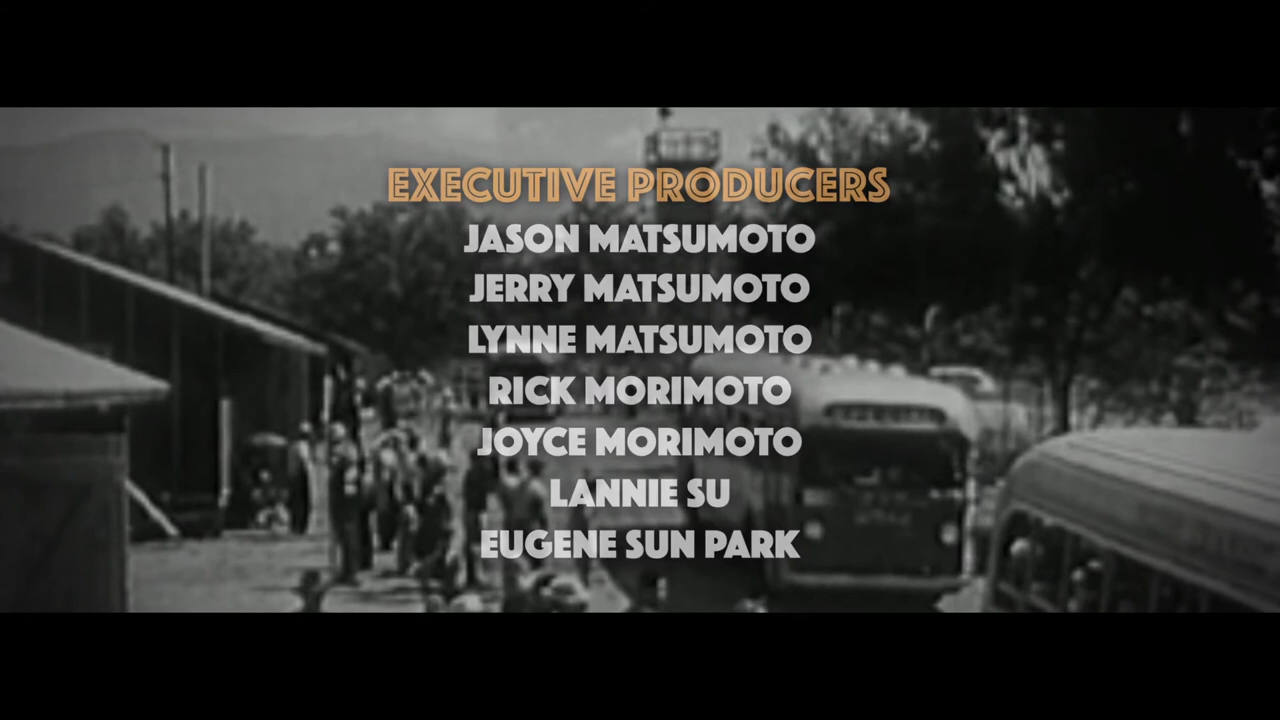 EXECUTIVE PRODUCERS
JASON MATSUMOTO
JERRY MATSUMOTO
LYNNE MATSUMOTO
RICK MORIMOTO
JOYCE MORIMOTO
LANNIE SU
EUGENE SUN PARK